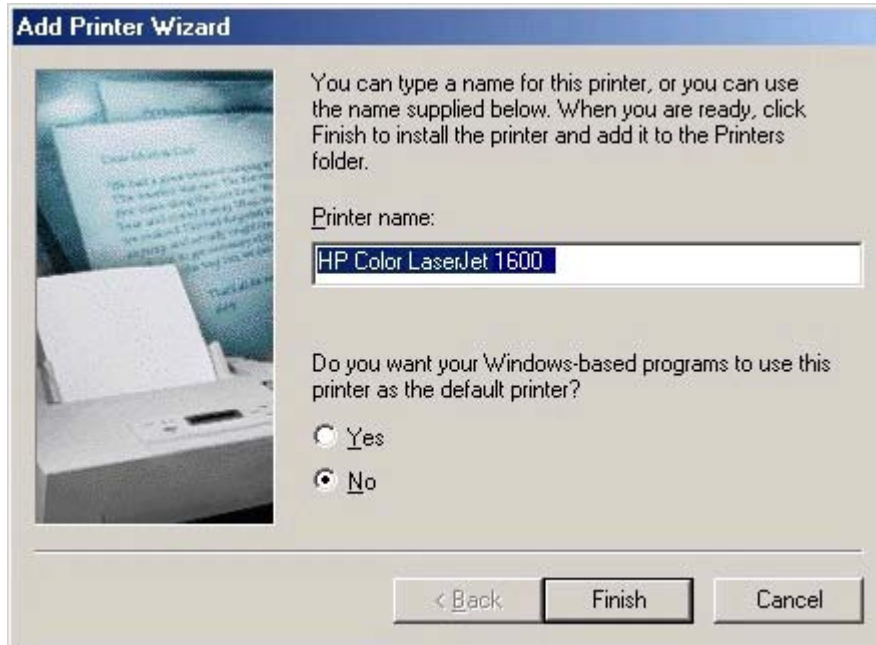 Add Printer Wizard
You can type a name for this printer, or you can use
the name supplied below. When you are ready, click
Finish to install the printer and add it to the Printers
folder.
Printer name:
HP Color LaserJet 1600
Do you want your Windows-based programs to use this
printer as the default printer?
Yes
No
< Back
Finish
Cancel